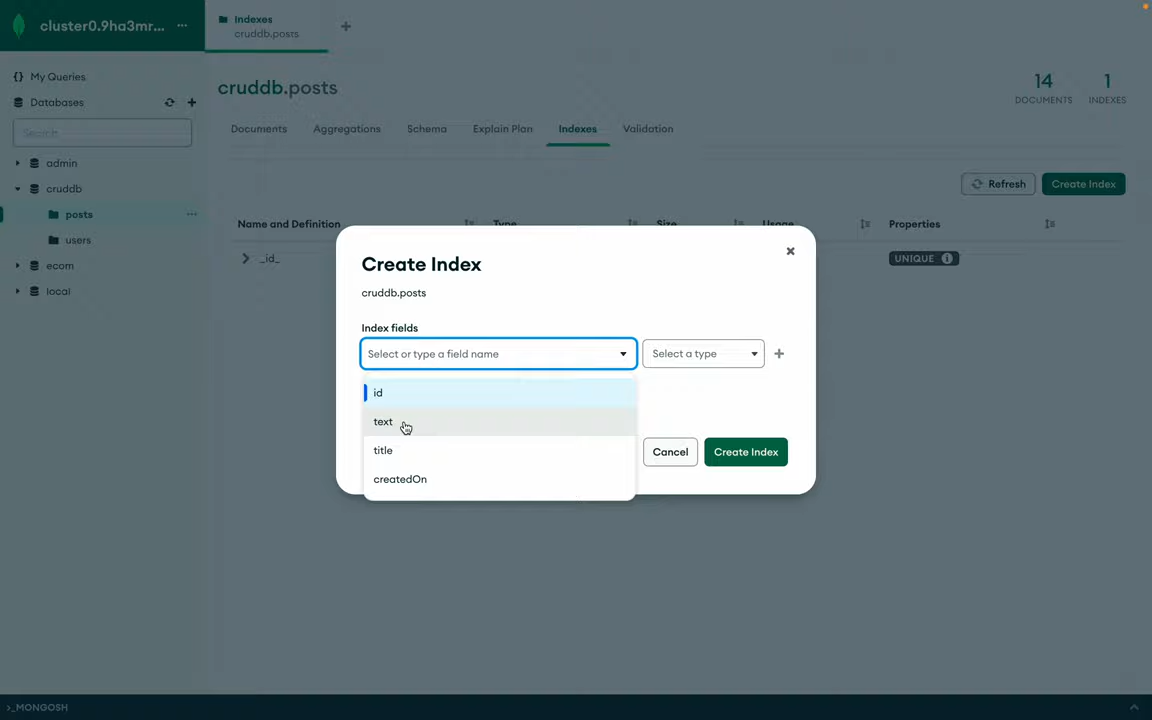 cluster0.9ha3mr... ...
Indexes
cruddb.posts
{} My Queries
Databases
Search
admin
cruddb
posts ...
users
ecom
local
cruddb.posts
14
DOCUMENTS
1
INDEXES
Documents Aggregations Schema Explain Plan Indexes Validation
Refresh Create Index
Name and Definition Type Size Usage Properties
_id_ UNIQUE
Create Index
cruddb.posts
Index fields
Select or type a field name Select a type
id
text
title
createdOn
Cancel Create Index
>_MONGOSH